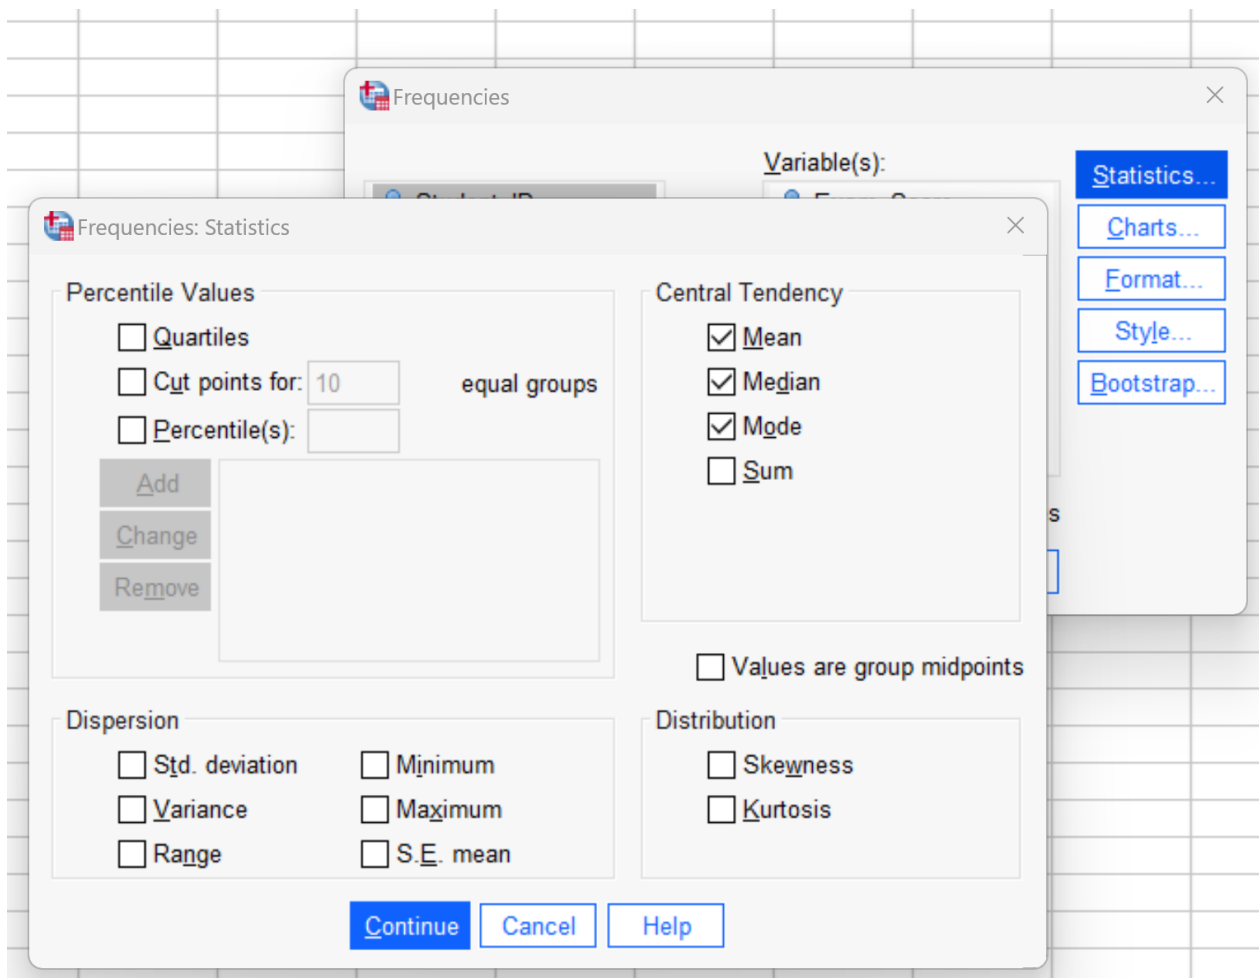 Frequencies
Variable(s):
Statistics...
Charts...
Format...
Style...
Bootstrap...
s
Frequencies: Statistics
Percentile Values
Quartiles
Cut points for: 10 equal groups
Percentile(s):
Add
Change
Remove
Central Tendency
Mean
Median
Mode
Sum
Values are group midpoints
Dispersion
Std. deviation
Minimum
Variance
Maximum
Range
S.E. mean
Distribution
Skewness
Kurtosis
Continue
Cancel
Help